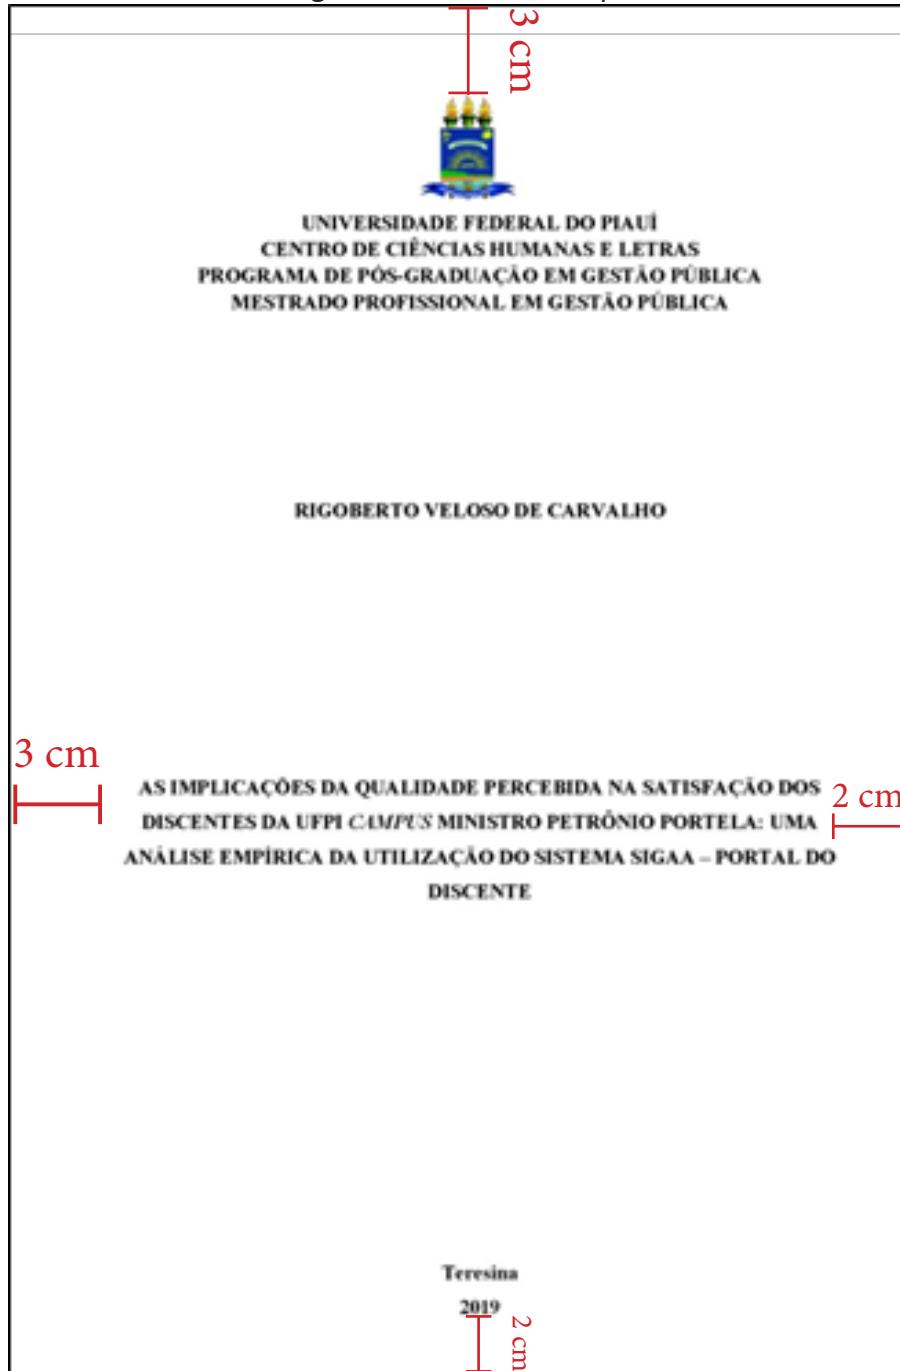 3 cm
UNIVERSIDADE FEDERAL DO PIAUÍ
CENTRO DE CIÊNCIAS HUMANAS E LETRAS
PROGRAMA DE PÓS-GRADUAÇÃO EM GESTÃO PÚBLICA
MESTRADO PROFISSIONAL EM GESTÃO PÚBLICA
RIGOBERTO VELOSO DE CARVALHO
3 cm
AS IMPLICAÇÕES DA QUALIDADE PERCEBIDA NA SATISFAÇÃO DOS
2 cm
DISCENTES DA UFPI CAMPUS MINISTRO PETRÔNIO PORTELA: UMA
ANÁLISE EMPÍRICA DA UTILIZAÇÃO DO SISTEMA SIGAA – PORTAL DO
DISCENTE
Teresina
2019
2 cm